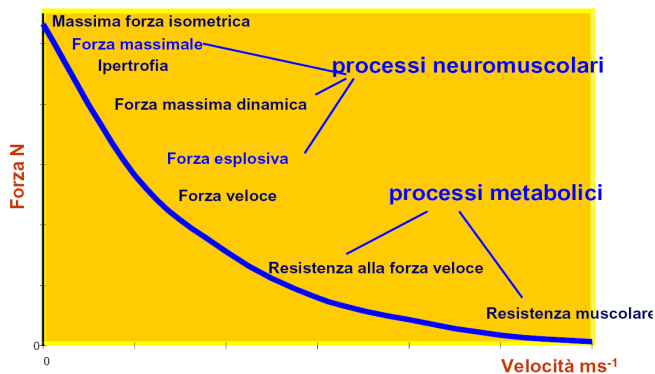 Massima forza isometrica
Forza massimale
Ipertrofia
processi neuromuscolari
Forza massima dinamica
Forza esplosiva
Forza veloce
processi metabolici
Resistenza alla forza veloce
Resistenza muscolare
Forza N
0
0
Velocità ms-1